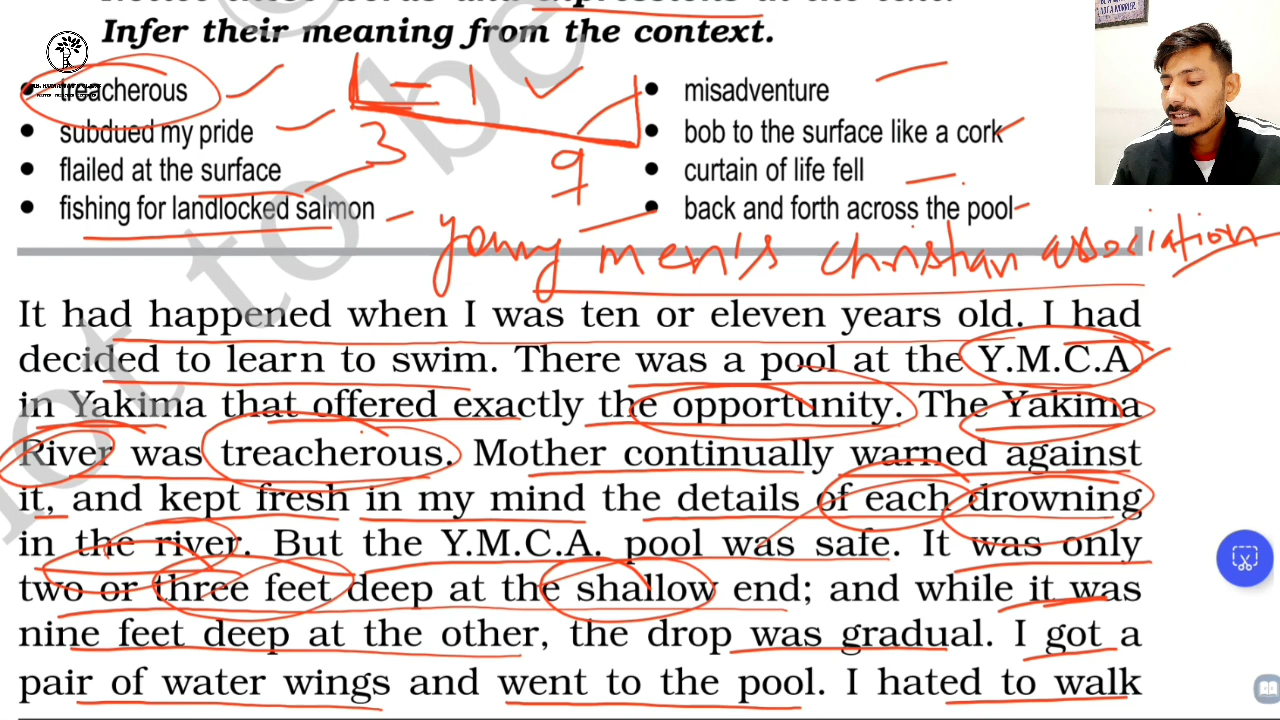 Infer their meaning from the context.
treacherous
subdued my pride
flailed at the surface
fishing for landlocked salmon
misadventure
bob to the surface like a cork
curtain of life fell
back and forth across the pool
1
3
9
young men's christian association
It had happened when I was ten or eleven years old. I had
decided to learn to swim. There was a pool at the Y.M.C.A.
in Yakima that offered exactly the opportunity. The Yakima
River was treacherous. Mother continually warned against
it, and kept fresh in my mind the details of each drowning
in the river. But the Y.M.C.A. pool was safe. It was only
two or three feet deep at the shallow end; and while it was
nine feet deep at the other, the drop was gradual. I got a
pair of water wings and went to the pool. I hated to walk
not to be